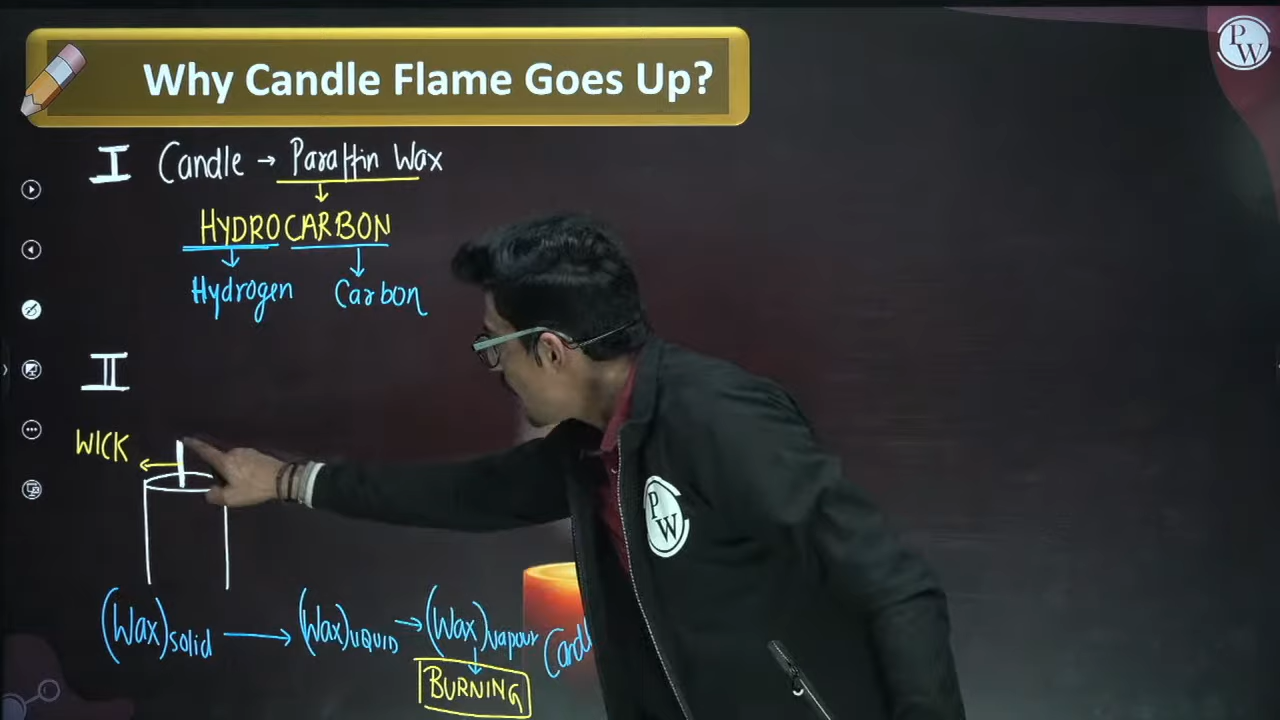 Why Candle Flame Goes Up?
PW
I Candle → Paraffin Wax
HYDROCARBON
Hydrogen Carbon
II
WICK
PW
(Wax)solid → (Wax)LIQUID → (Wax)vapour Candl
BURNING